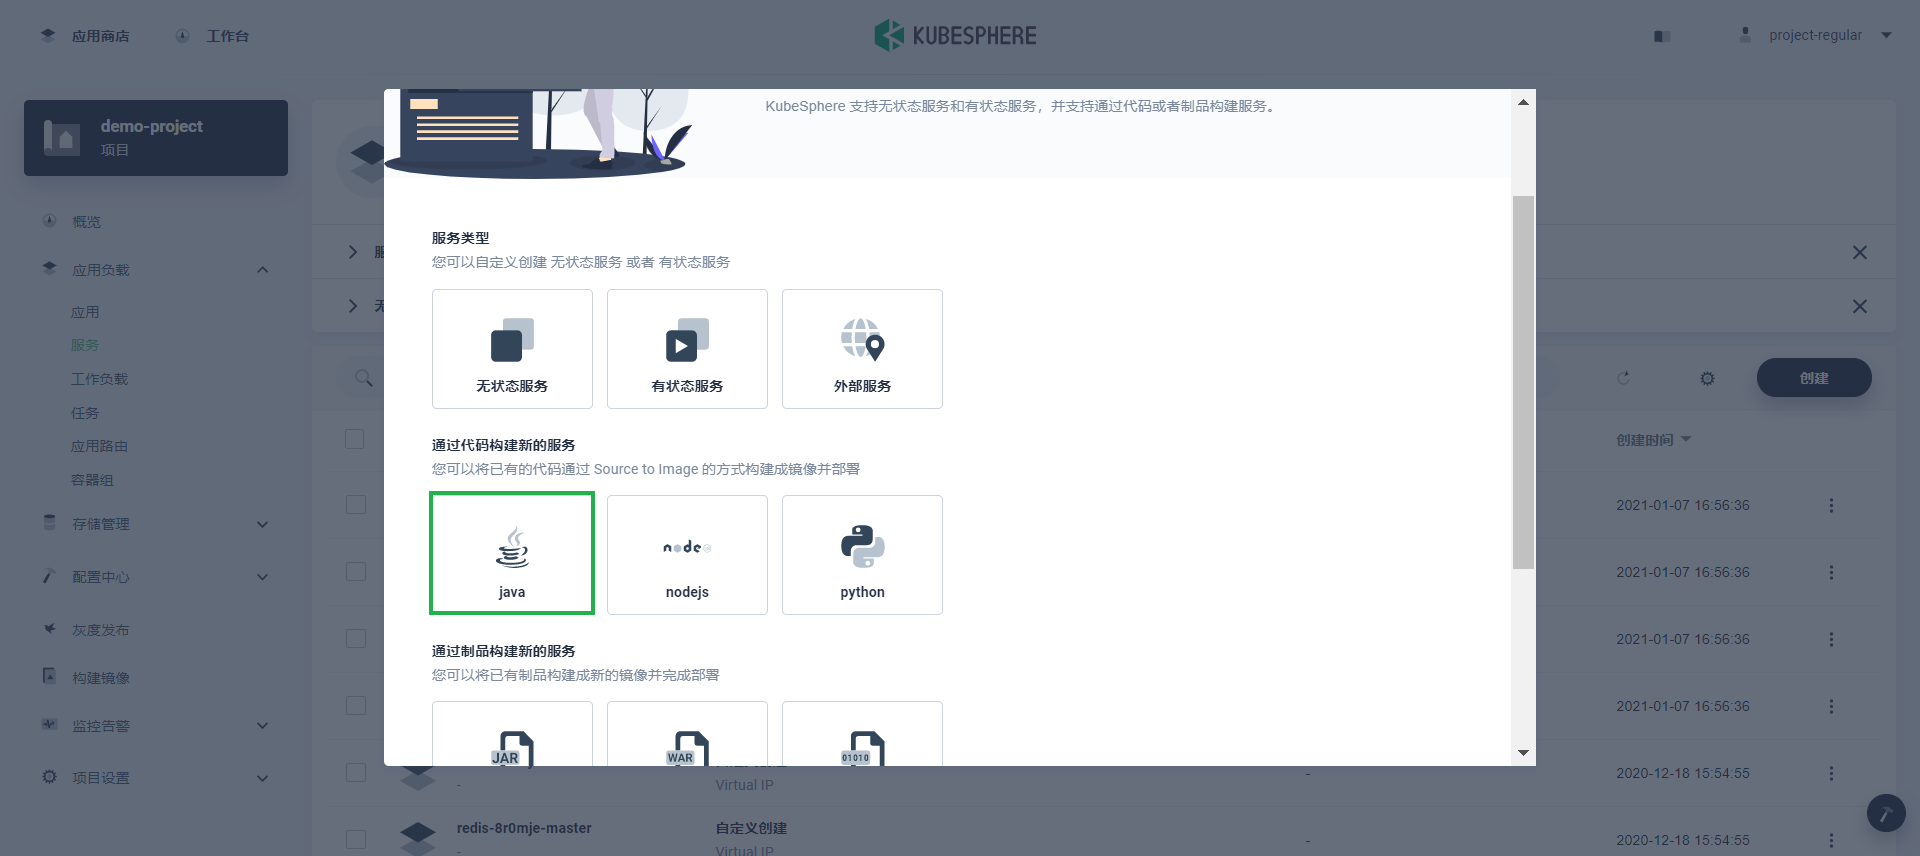 应用商店
工作台
KUBESPHERE
project-regular
demo-project
项目
概览
应用负载
应用
服务
工作负载
任务
应用路由
容器组
存储管理
配置中心
灰度发布
构建镜像
监控告警
项目设置
KubeSphere 支持无状态服务和有状态服务，并支持通过代码或者制品构建服务。
服务类型
您可以自定义创建 无状态服务 或者 有状态服务
无状态服务
有状态服务
外部服务
通过代码构建新的服务
您可以将已有的代码通过 Source to Image 的方式构建成镜像并部署
java
nodejs
python
通过制品构建新的服务
您可以将已有制品构建成新的镜像并完成部署
JAR
WAR
01010
创建
创建时间
2021-01-07 16:56:36
2021-01-07 16:56:36
2021-01-07 16:56:36
2021-01-07 16:56:36
-
Virtual IP
-
2020-12-18 15:54:55
redis-8r0mje-master
自定义创建
-
Virtual IP
-
2020-12-18 15:54:55